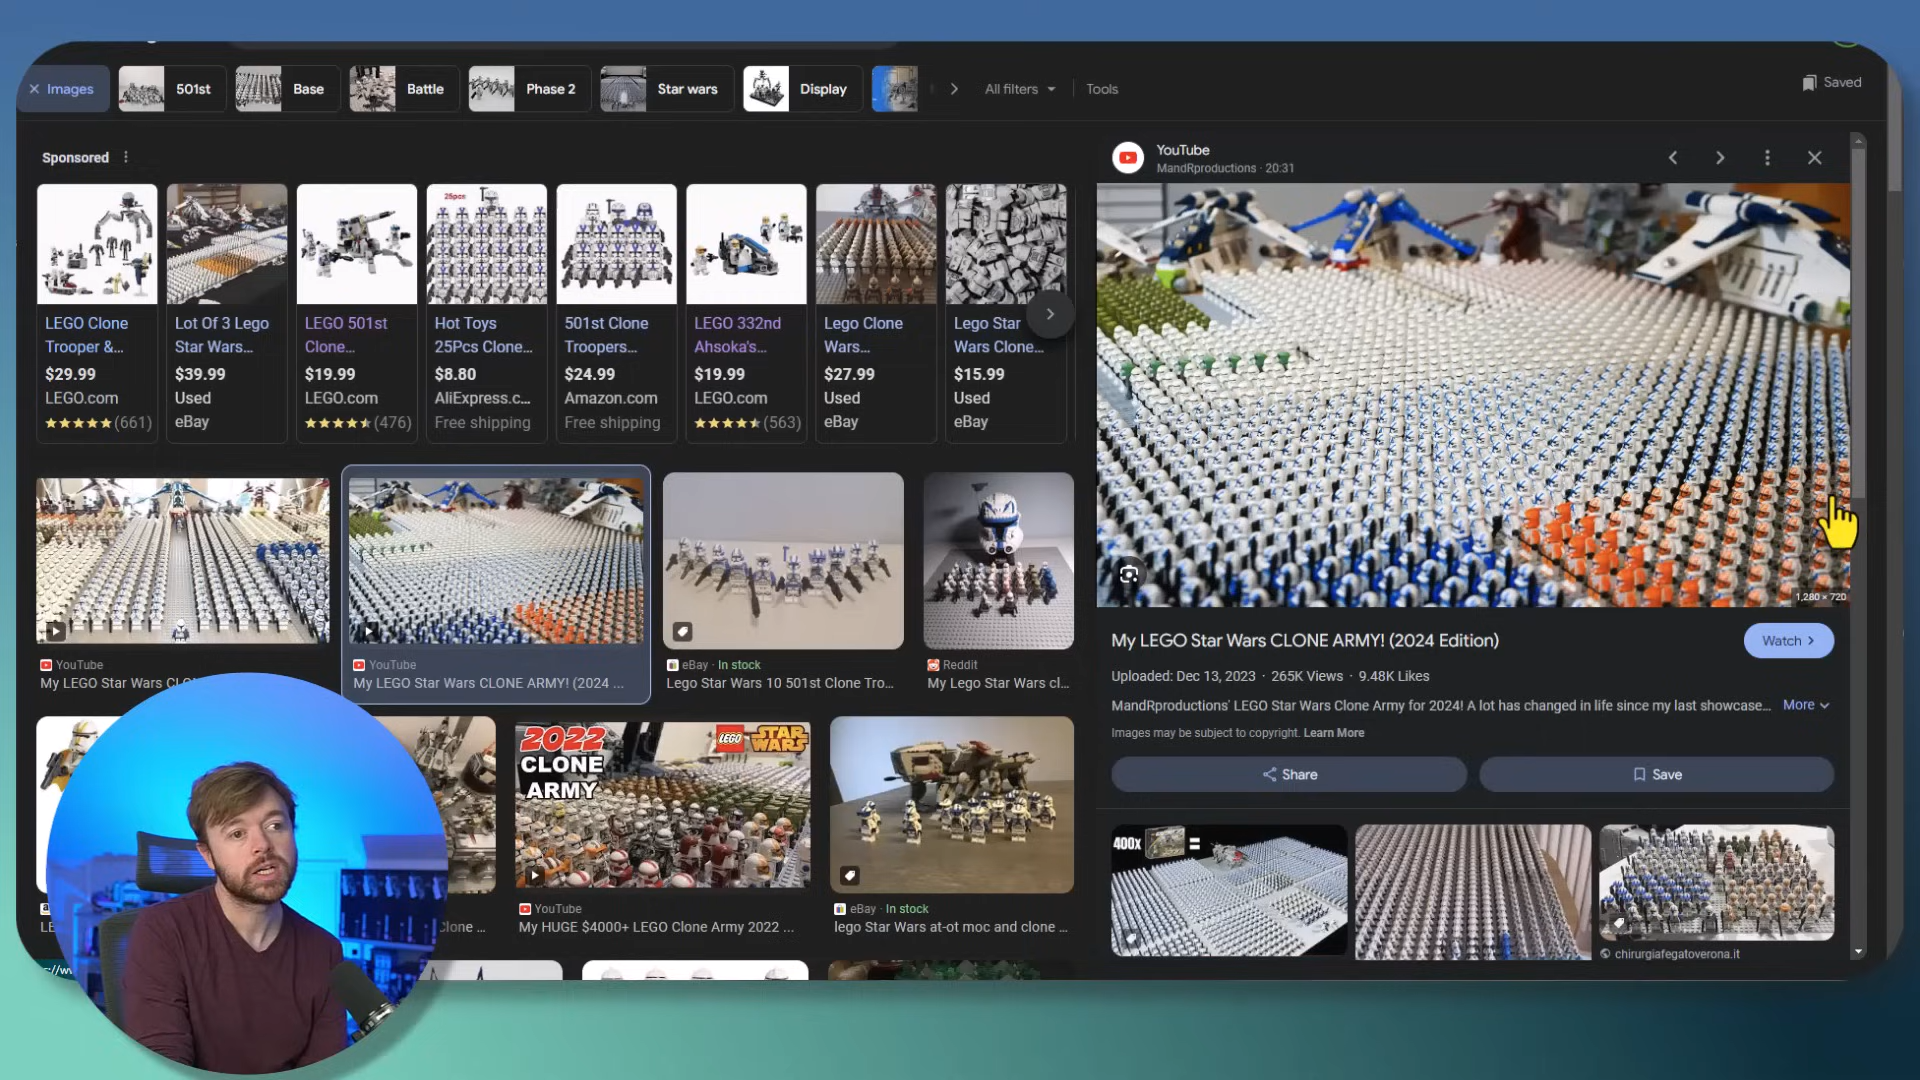 Images
501st
Base
Battle
Phase 2
Star wars
Display
All filters
Tools
Saved
Sponsored
LEGO Clone
Trooper &...
$29.99
LEGO.com
(661)
Lot Of 3 Lego
Star Wars...
$39.99
Used
eBay
LEGO 501st
Clone...
$19.99
LEGO.com
(476)
25pcs
Hot Toys
25Pcs Clone...
$8.80
AliExpress.c...
Free shipping
501st Clone
Troopers...
$24.99
Amazon.com
Free shipping
LEGO 332nd
Ahsoka's...
$19.99
LEGO.com
(563)
Lego Clone
Wars...
$27.99
Used
eBay
Lego Star
Wars Clone...
$15.99
Used
eBay
YouTube
My LEGO Star Wars CLO
YouTube
My LEGO Star Wars CLONE ARMY! (2024 ...
eBay · In stock
Lego Star Wars 10 501st Clone Tro...
Reddit
My Lego Star Wars cl...
LE
lone ...
2022
CLONE
ARMY
LEGO
STAR
WARS
YouTube
My HUGE $4000+ LEGO Clone Army 2022 ...
eBay · In stock
lego Star Wars at-ot moc and clone ...
YouTube
MandRproductions · 20:31
1,280 × 720
My LEGO Star Wars CLONE ARMY! (2024 Edition)
Watch
Uploaded: Dec 13, 2023 · 265K Views · 9.48K Likes
MandRproductions' LEGO Star Wars Clone Army for 2024! A lot has changed in life since my last showcase... More
Images may be subject to copyright. Learn More
Share
Save
400x
=
chirurgiafegatoverona.it